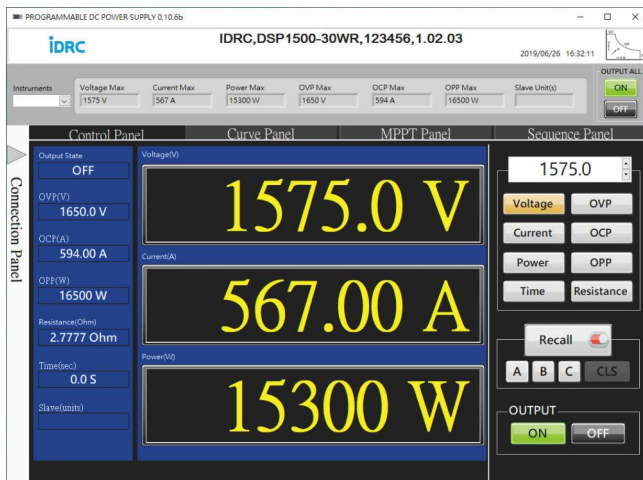 PROGRAMMABLE DC POWER SUPPLY 0.10.6b
iDRC
IDRC,DSP1500-30WR,123456,1.02.03
2019/06/26 16:32:11
Instruments
Voltage Max
1575 V
Current Max
567 A
Power Max
15300 W
OVP Max
1650 V
OCP Max
594 A
OPP Max
16500 W
Slave Unit(s)
OUTPUT ALL
ON
OFF
Connection Panel
Control Panel
Curve Panel
MPPT Panel
Sequence Panel
Output State
OFF
OVP(V)
1650.0 V
OCP(A)
594.00 A
OPP(W)
16500 W
Resistance(Ohm)
2.7777 Ohm
Time(sec)
0.0 S
Slave(units)
Voltage(V)
1575.0 V
Current(A)
567.00 A
Power(W)
15300 W
1575.0
Voltage
OVP
Current
OCP
Power
OPP
Time
Resistance
Recall
A
B
C
CLS
OUTPUT
ON
OFF